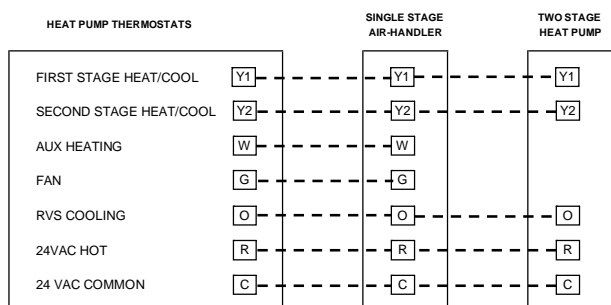 HEAT PUMP THERMOSTATS
SINGLE STAGE
AIR-HANDLER
TWO STAGE
HEAT PUMP
FIRST STAGE HEAT/COOL Y1 Y1 Y1
SECOND STAGE HEAT/COOL Y2 Y2 Y2
AUX HEATING W W
FAN G G
RVS COOLING O O O
24VAC HOT R R R
24 VAC COMMON C C C